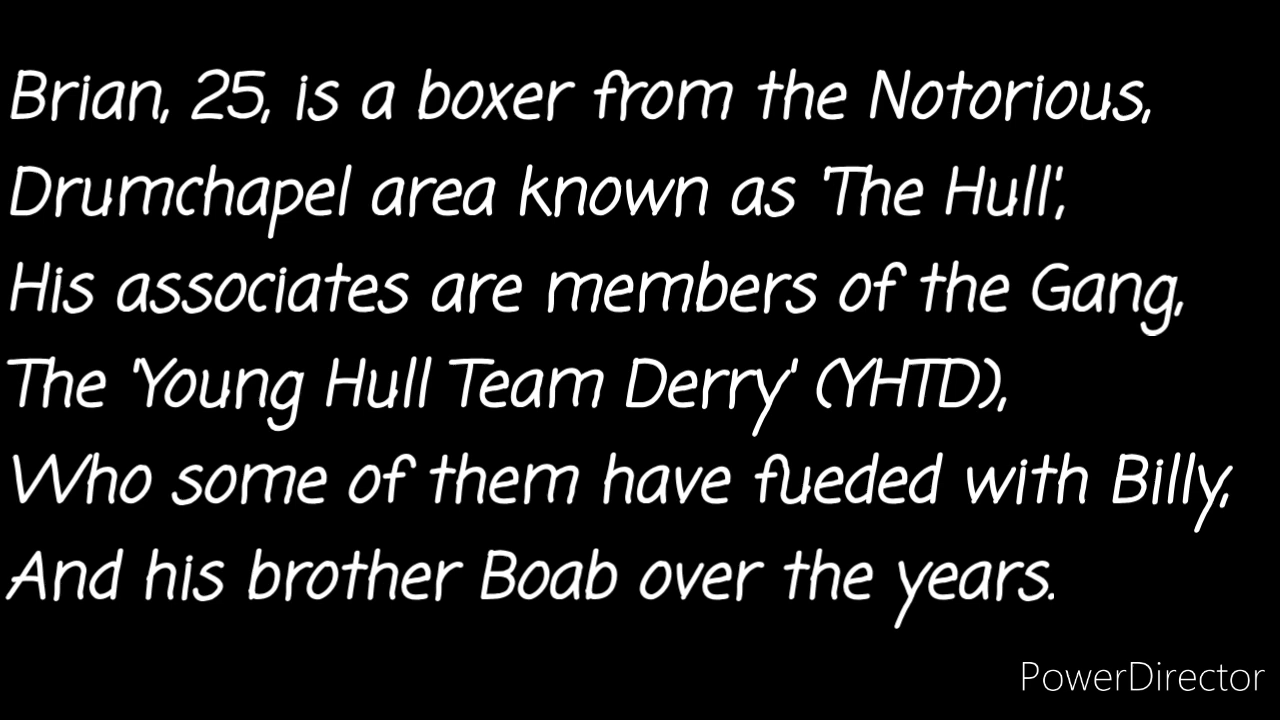 Brian, 25, is a boxer from the Notorious,
Drumchapel area known as 'The Hull',
His associates are members of the Gang,
The 'Young Hull Team Derry' (YHTD),
Who some of them have fueded with Billy,
And his brother Boab over the years.
PowerDirector